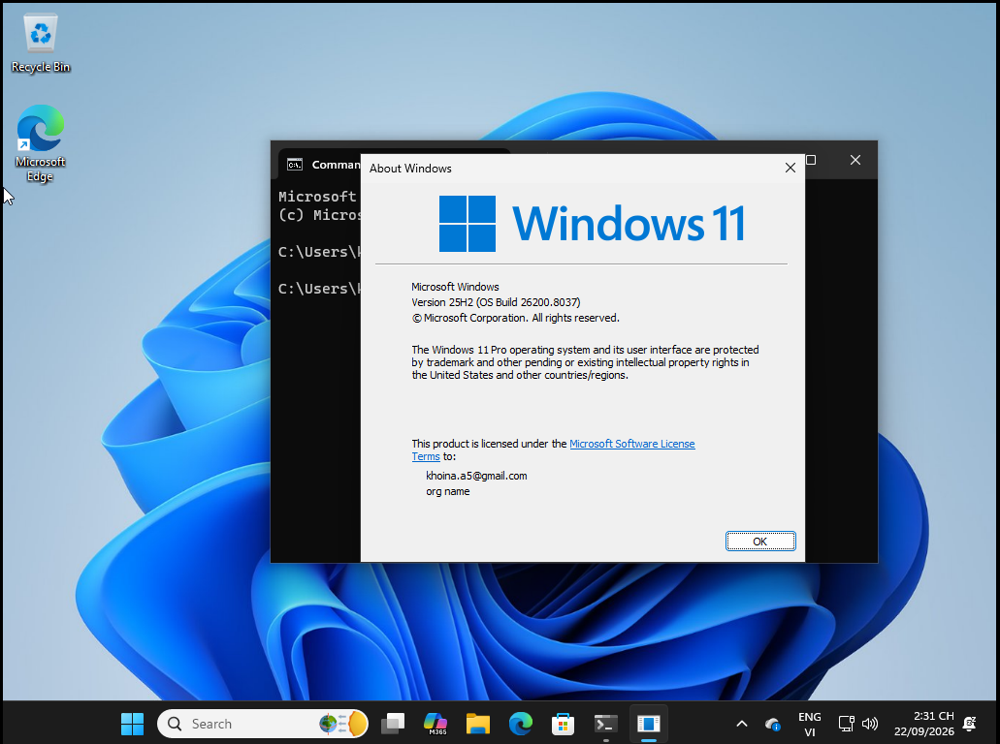 Recycle Bin
Microsoft
Edge
Comman
Microsoft
(c) Micros
C:\Users\
C:\Users\
About Windows
Windows 11
Microsoft Windows
Version 25H2 (OS Build 26200.8037)
© Microsoft Corporation. All rights reserved.
The Windows 11 Pro operating system and its user interface are protected
by trademark and other pending or existing intellectual property rights in
the United States and other countries/regions.
This product is licensed under the Microsoft Software License
Terms to:
khoina.a5@gmail.com
org name
OK
Search
M365
ENG
VI
2:31 CH
22/09/2026